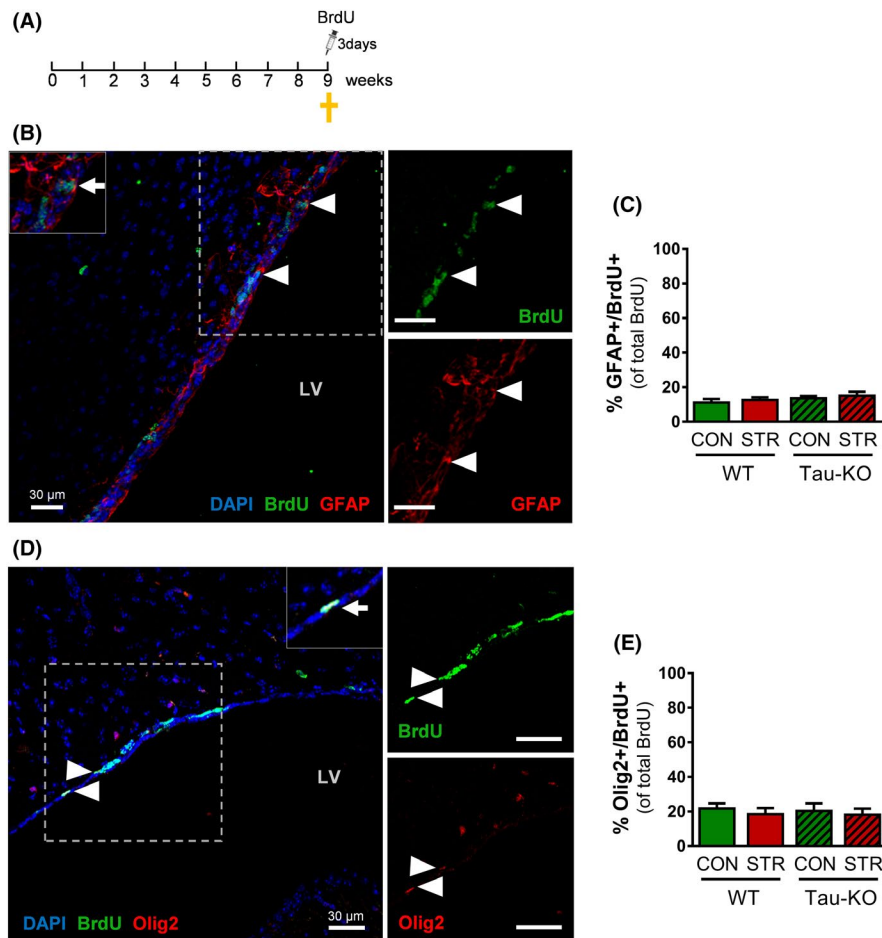 (A)
BrdU
3days
0 1 2 3 4 5 6 7 8 9 weeks
(B)
LV
30 µm
DAPI BrdU GFAP
BrdU
GFAP
(C)
% GFAP+/BrdU+
(of total BrdU)
100
80
60
40
20
0
CON STR CON STR
WT Tau-KO
(D)
LV
DAPI BrdU Olig2
30 µm
BrdU
Olig2
(E)
% Olig2+/BrdU+
(of total BrdU)
100
80
60
40
20
0
CON STR CON STR
WT Tau-KO